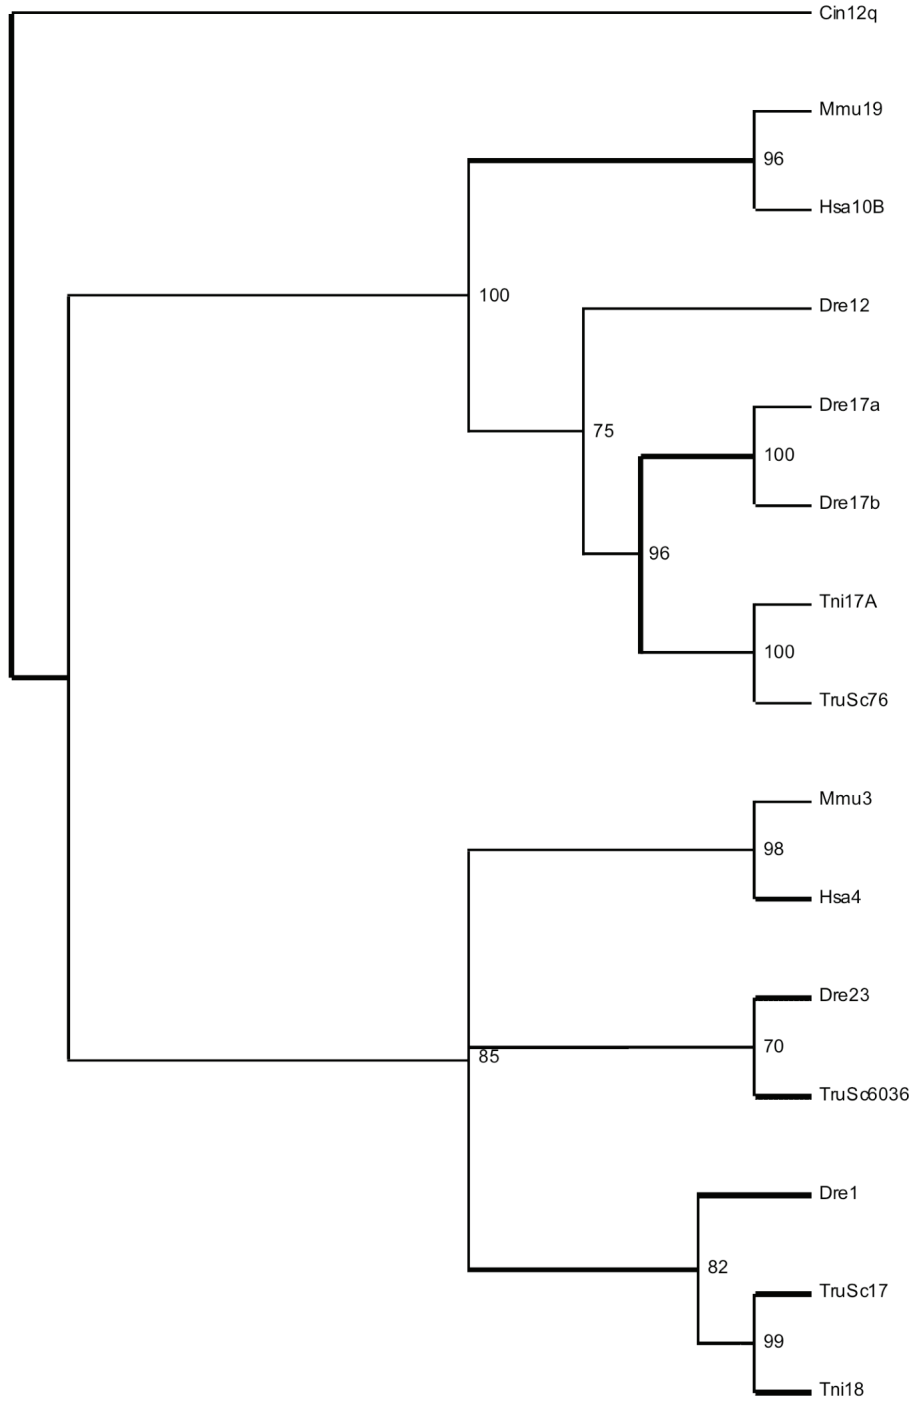 Cin12q
Mmu19
96
Hsa10B
100
Dre12
Dre17a
75
100
Dre17b
96
Tni17A
100
TruSc76
Mmu3
98
Hsa4
Dre23
70
85
TruSc6036
Dre1
82
TruSc17
99
Tni18